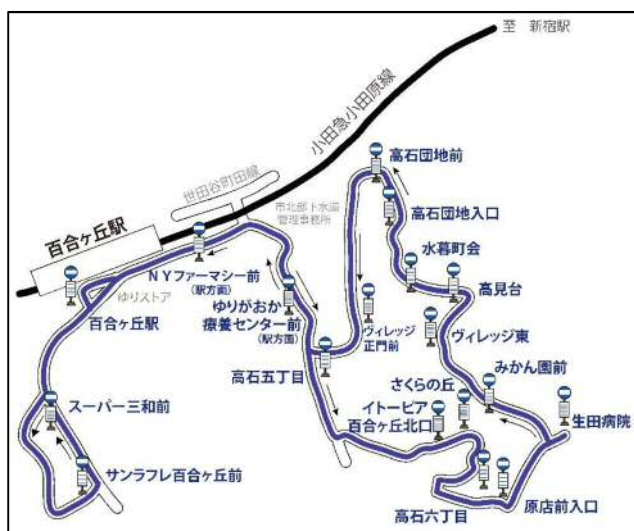 至 新宿駅
小田急小田原線
世田谷町田線
市北部下水道
管理事務所
百合ヶ丘駅
NYファーマシー前
(駅方面)
ゆりストア
百合ヶ丘駅
ゆりがおか
療養センター前
(駅方面)
高石団地前
高石団地入口
水暮町会
高見台
ヴィレッジ
正門前
ヴィレッジ東
高石五丁目
みかん園前
さくらの丘
イトーピア
百合ヶ丘北口
生田病院
スーパー三和前
サンラフレ百合ヶ丘前
高石六丁目
原店前入口